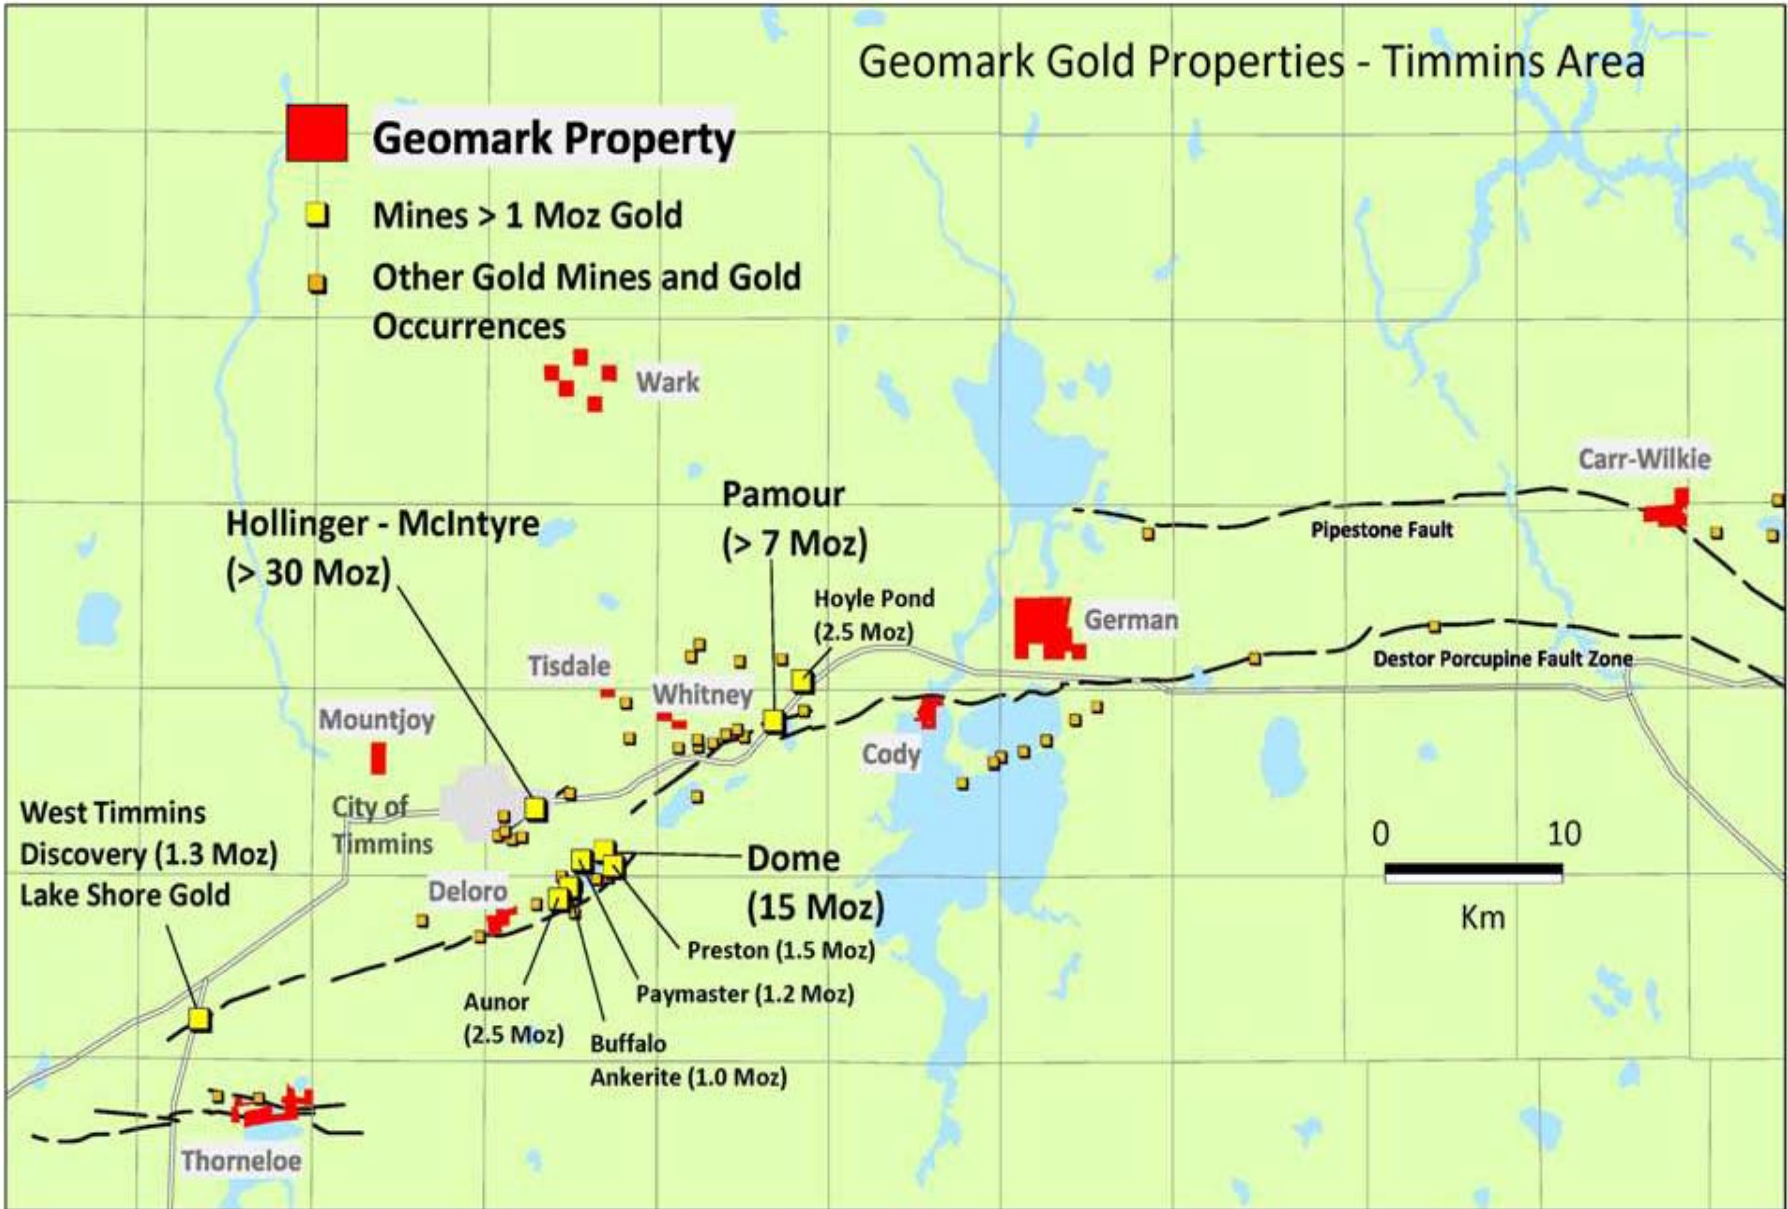 Geomark Gold Properties - Timmins Area
Geomark Property
Mines > 1 Moz Gold
Other Gold Mines and Gold
Occurrences
Wark
Carr-Wilkie
Pamour
(> 7 Moz)
Hollinger - McIntyre
(> 30 Moz)
Pipestone Fault
Hoyle Pond
(2.5 Moz)
German
Tisdale
Whitney
Destor Porcupine Fault Zone
Mountjoy
Cody
City of
Timmins
West Timmins
Discovery (1.3 Moz)
Lake Shore Gold
0 10
Km
Dome
(15 Moz)
Deloro
Preston (1.5 Moz)
Paymaster (1.2 Moz)
Aunor
(2.5 Moz)
Buffalo
Ankerite (1.0 Moz)
Thorneloe